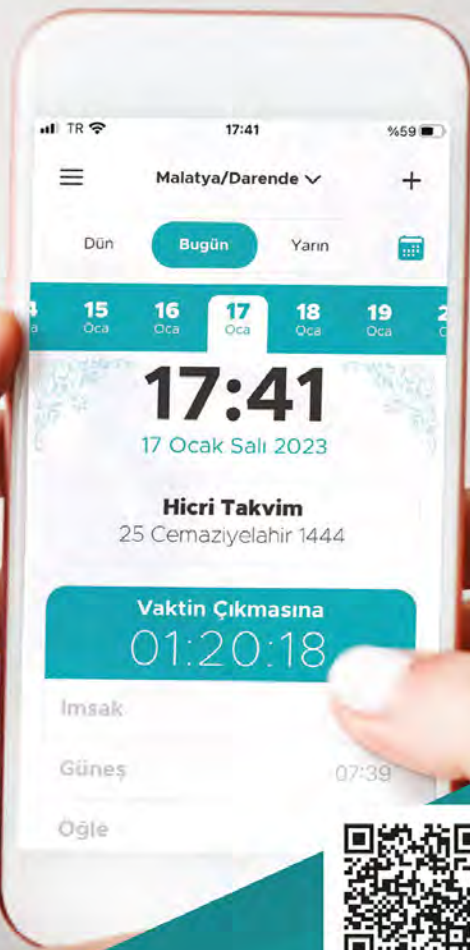 TR 17:41 %59
Malatya/Darende
Dün Bugün Yarın
15 16 17 18 19
Oca Oca Oca Oca Oca
17:41
17 Ocak Salı 2023
Hicri Takvim
25 Cemaziyelahir 1444
Vaktin Çıkmasına
01:20:18
İmsak
Güneş 07:39
Öğle